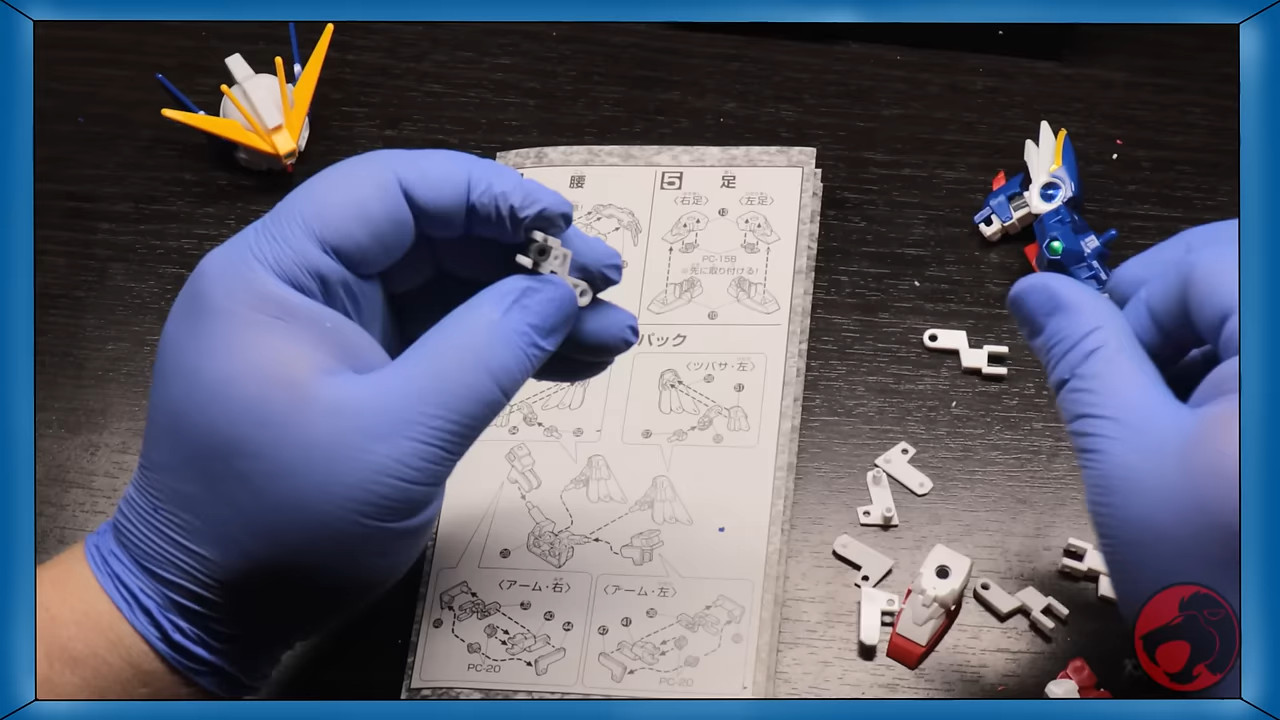 腰
5 足
〈右足〉 〈左足〉
PC-15B
※先に取り付ける!
バック
〈ツバサ・左〉
〈アーム・右〉
〈アーム・左〉
PC-20
PC-20